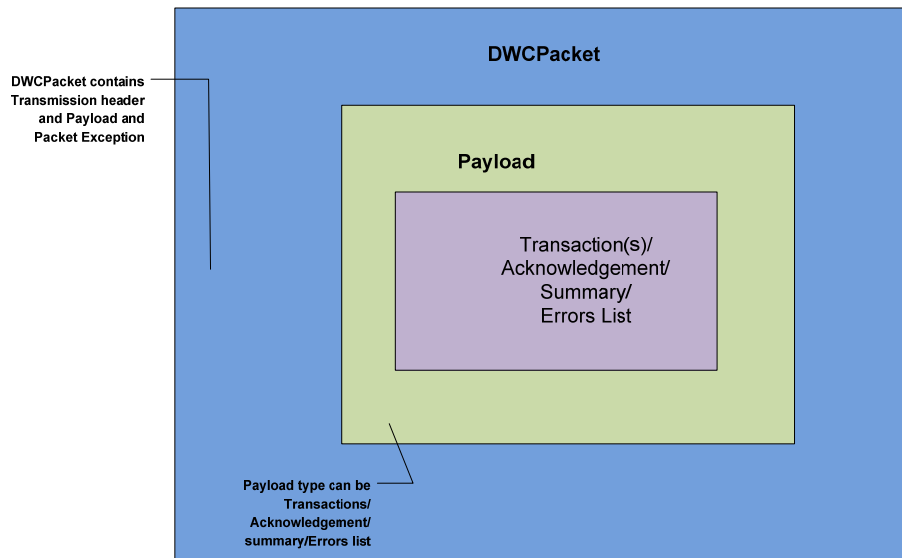 DWCPacket
DWCPacket contains
Transmission header
and Payload and
Packet Exception
Payload
Transaction(s)/
Acknowledgement/
Summary/
Errors List
Payload type can be
Transactions/
Acknowledgement/
summary/Errors list